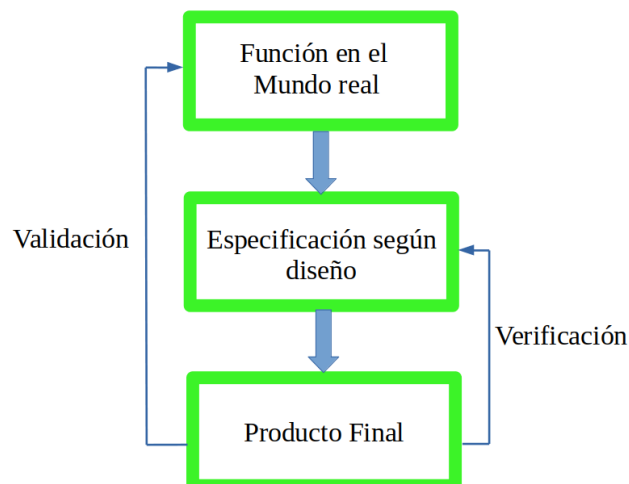 Función en el
Mundo real
Validación
Especificación según
diseño
Verificación
Producto Final